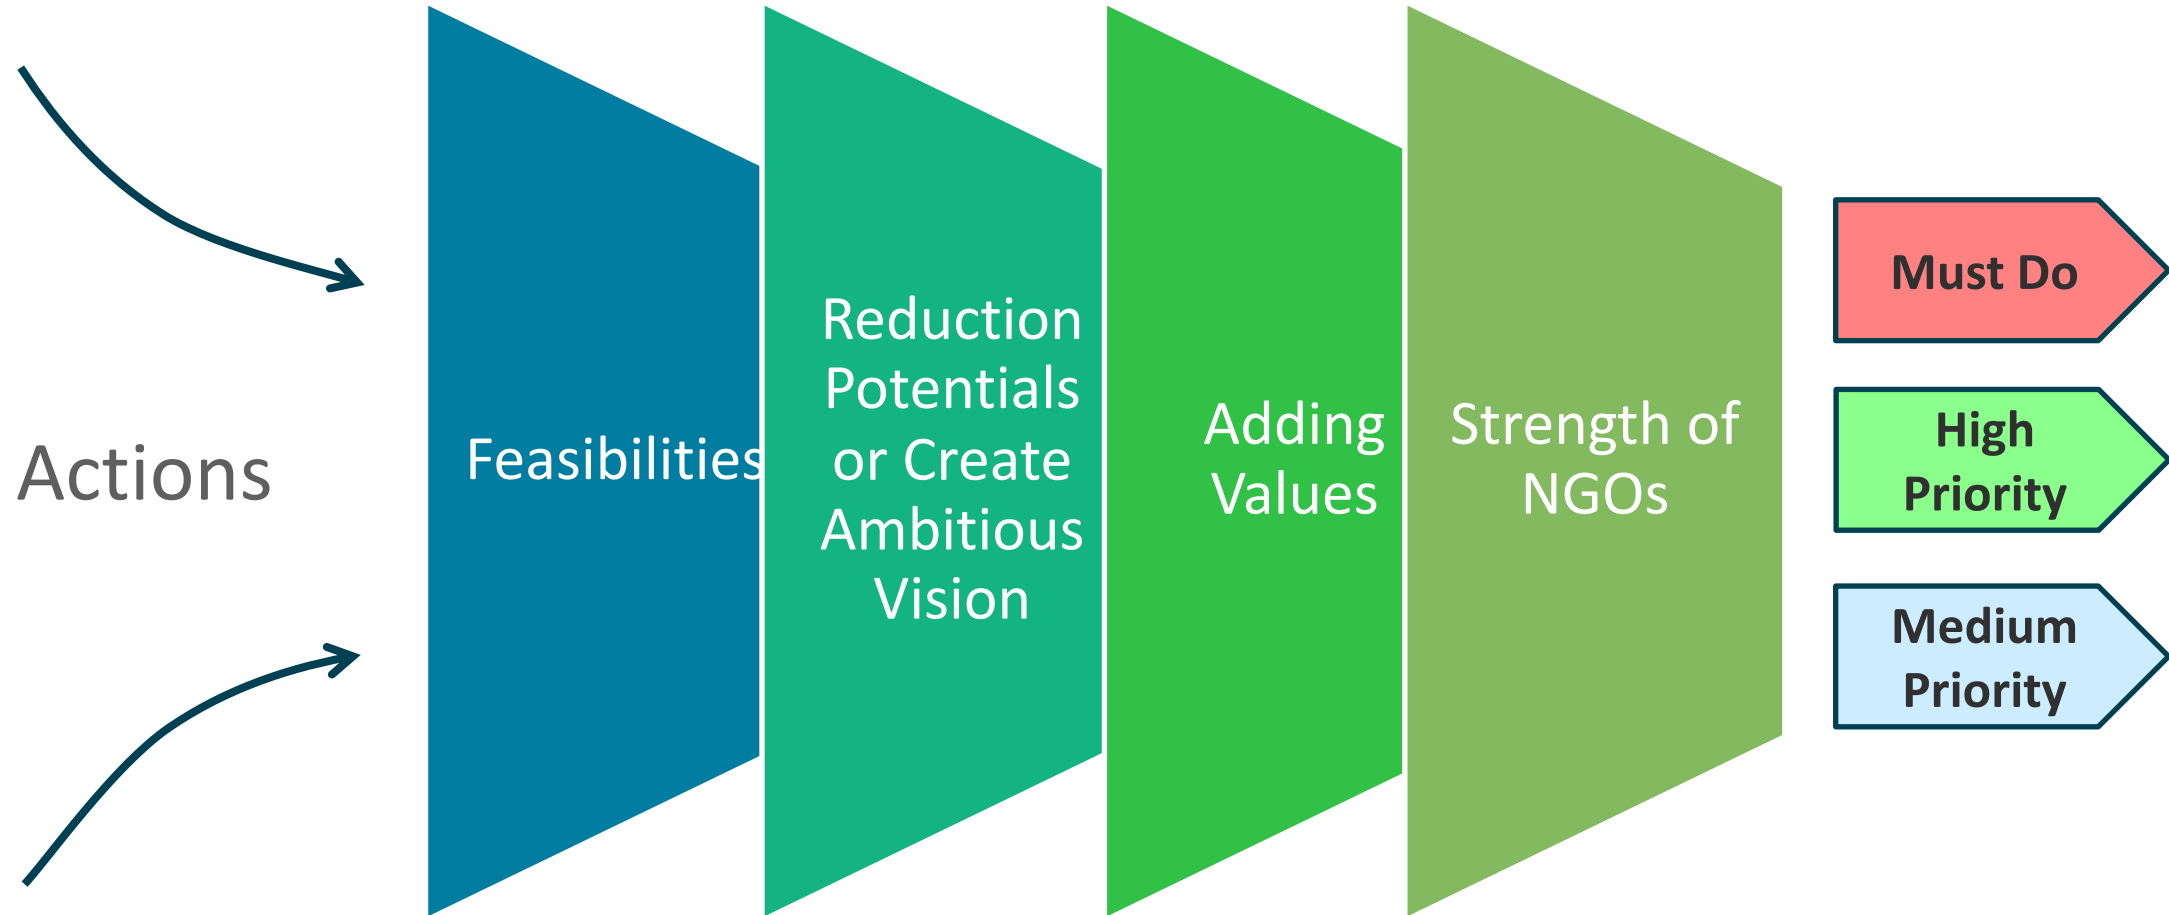 Actions
Feasibilities
Reduction
Potentials
or Create
Ambitious
Vision
Adding
Values
Strength of
NGOs
Must Do
High
Priority
Medium
Priority